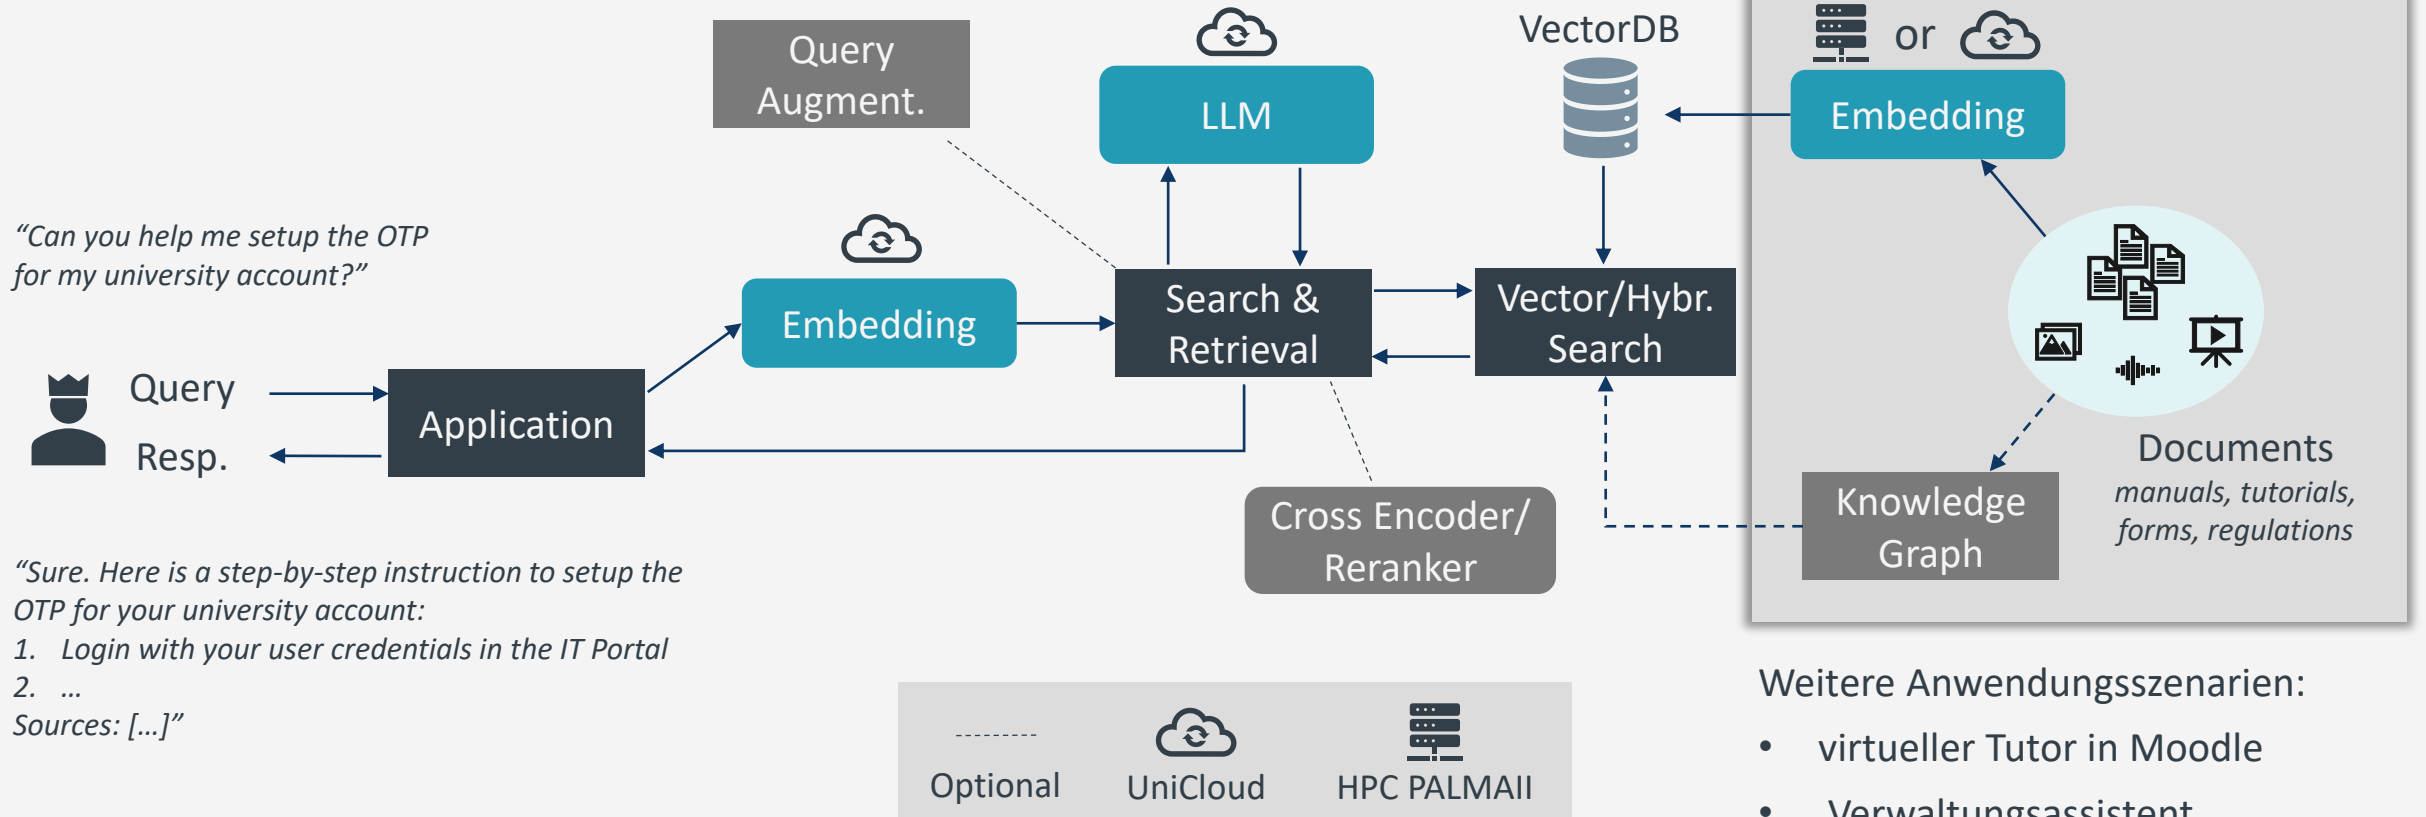 Query
Augment.
LLM
VectorDB
or
Embedding
“Can you help me setup the OTP
for my university account?”
Embedding
Search &
Retrieval
Vector/Hybr.
Search
Query
Resp.
Application
Cross Encoder/
Reranker
Knowledge
Graph
Documents
manuals, tutorials,
forms, regulations
“Sure. Here is a step-by-step instruction to setup the
OTP for your university account:
1. Login with your user credentials in the IT Portal
2. …
Sources: […]”
Optional
UniCloud
HPC PALMAII
Weitere Anwendungsszenarien:
• virtueller Tutor in Moodle
• Verwaltungsassistent